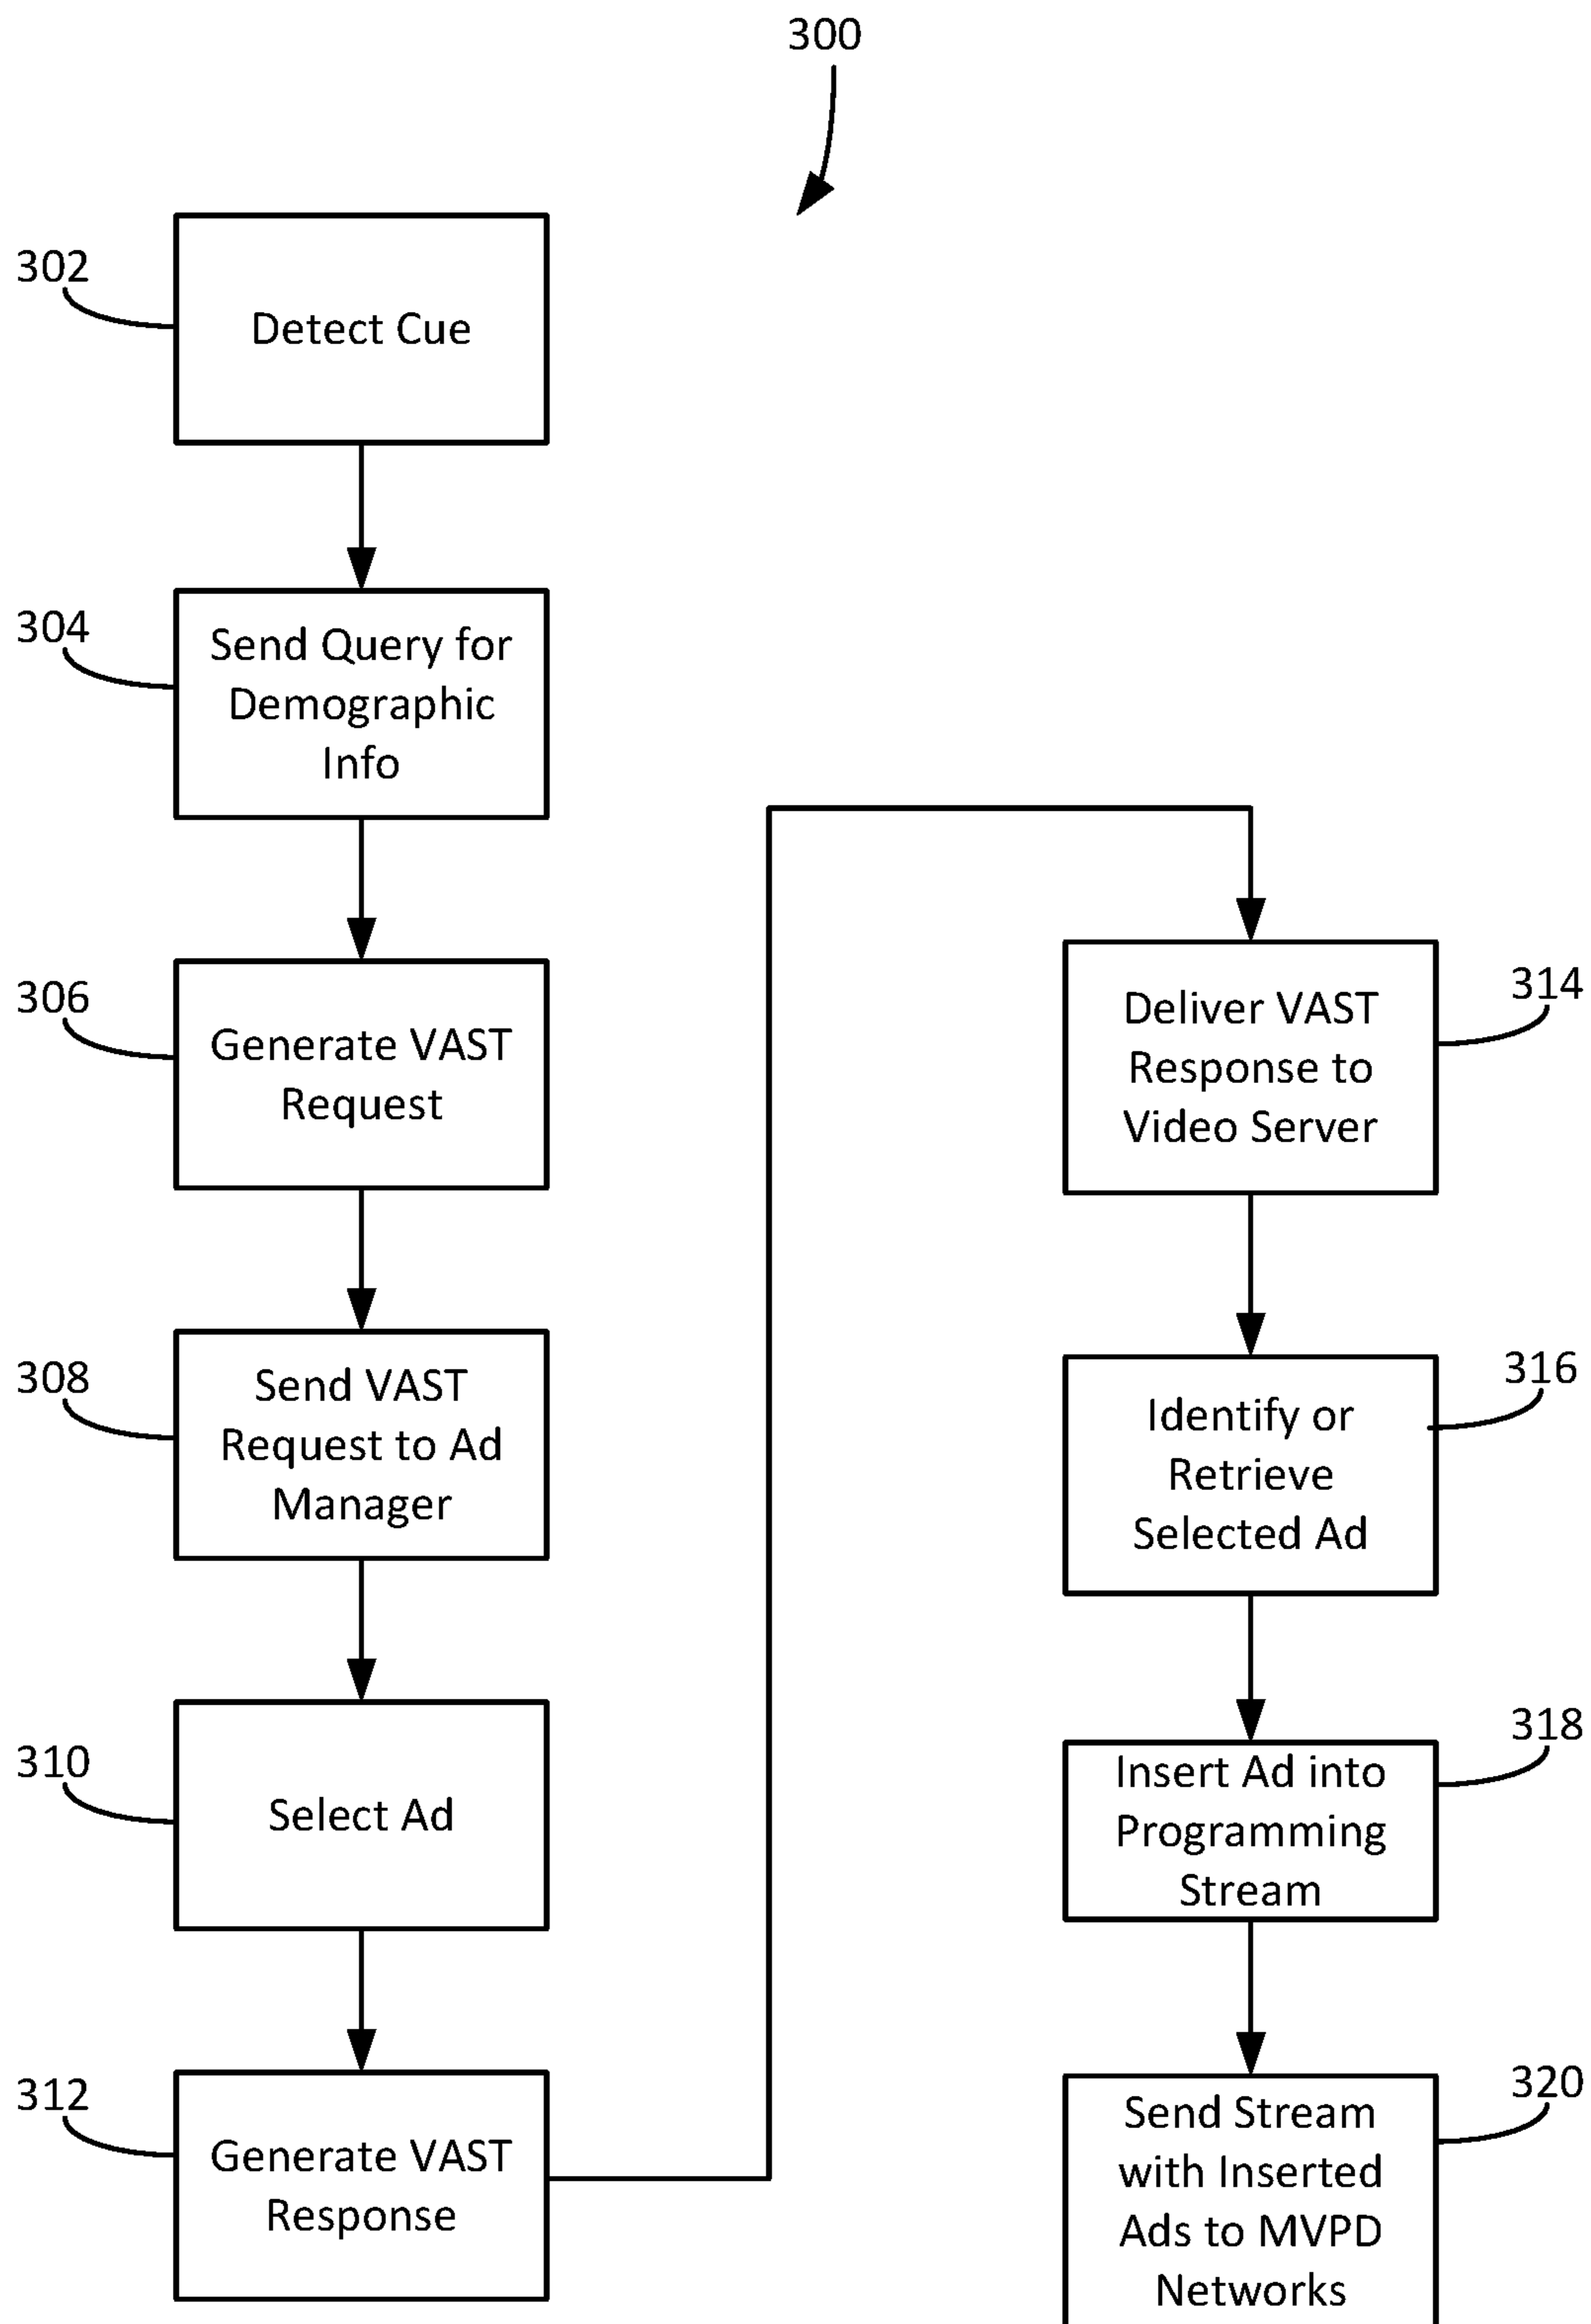 300
302
Detect Cue
304
Send Query for
Demographic
Info
306
Generate VAST
Request
308
Send VAST
Request to Ad
Manager
310
Select Ad
312
Generate VAST
Response
314
Deliver VAST
Response to
Video Server
316
Identify or
Retrieve
Selected Ad
318
Insert Ad into
Programming
Stream
320
Send Stream
with Inserted
Ads to MVPD
Networks